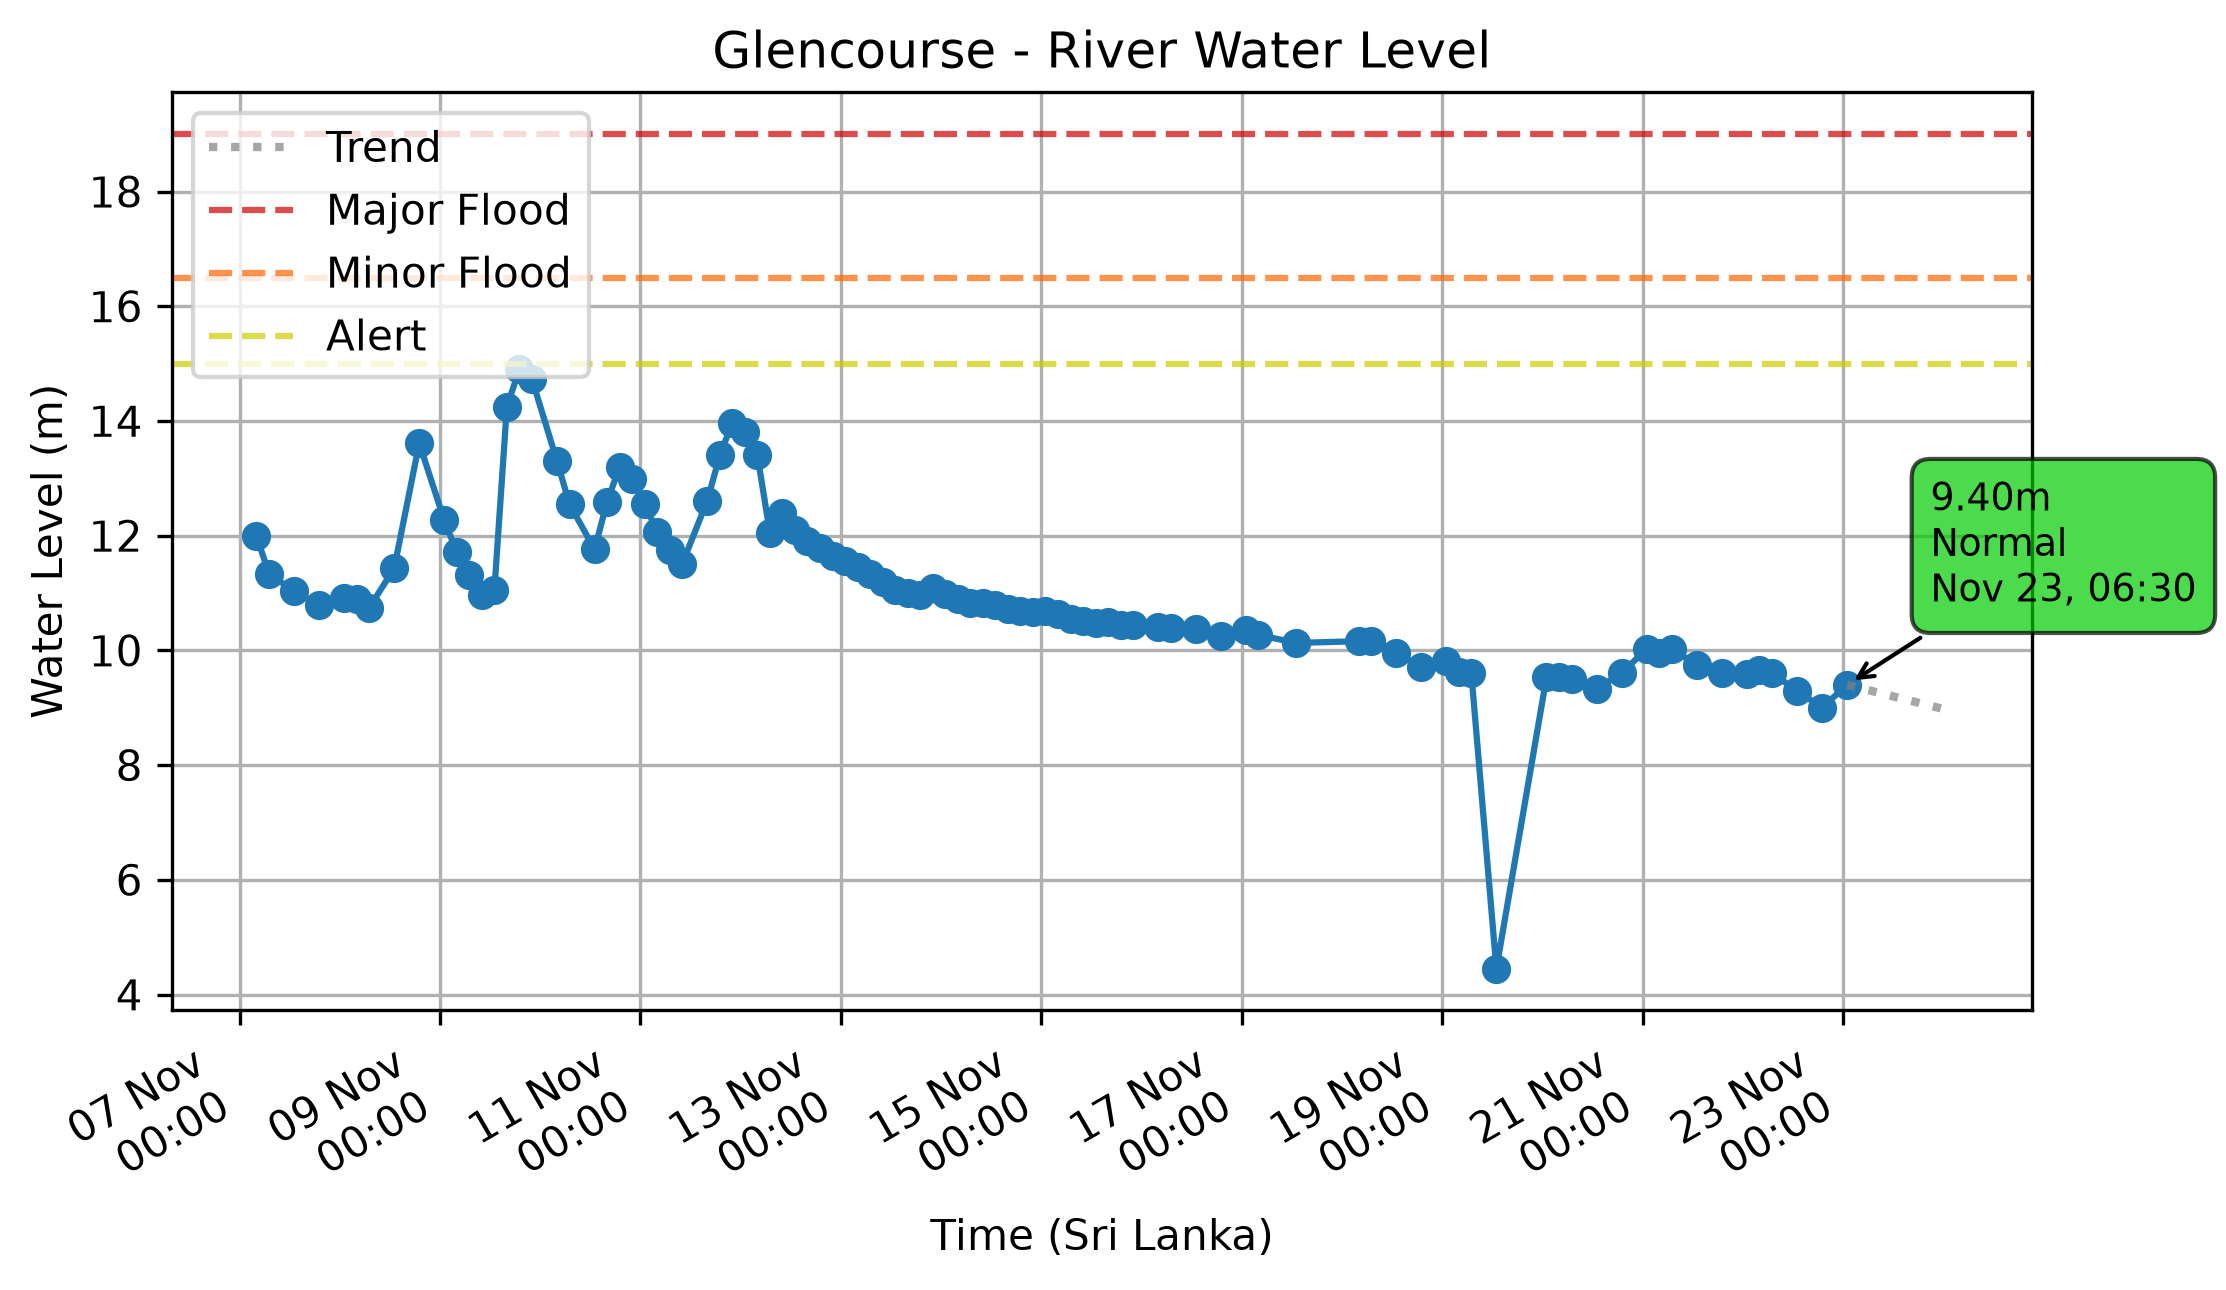 Glencourse - River Water Level
Trend
Major Flood
Minor Flood
Alert
18
16
14
12
10
8
6
4
Water Level (m)
9.40m
Normal
Nov 23, 06:30
07 Nov
00:00
09 Nov
00:00
11 Nov
00:00
13 Nov
00:00
15 Nov
00:00
17 Nov
00:00
19 Nov
00:00
21 Nov
00:00
23 Nov
00:00
Time (Sri Lanka)